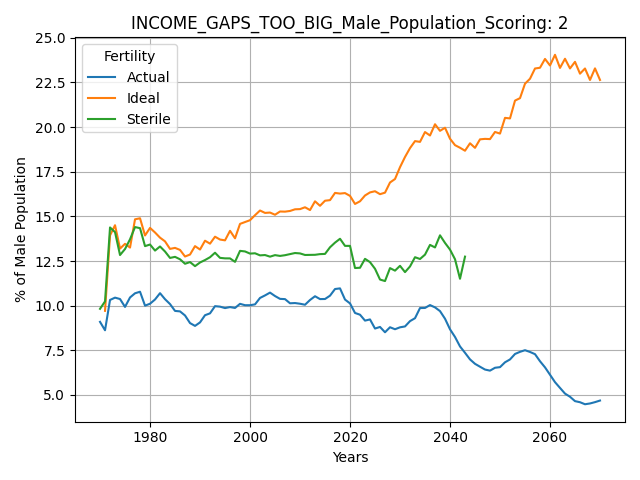 INCOME_GAPS_TOO_BIG_Male_Population_Scoring: 2
25.0
22.5
20.0
17.5
15.0
12.5
10.0
7.5
5.0
% of Male Population
Fertility
Actual
Ideal
Sterile
1980
2000
2020
2040
2060
Years